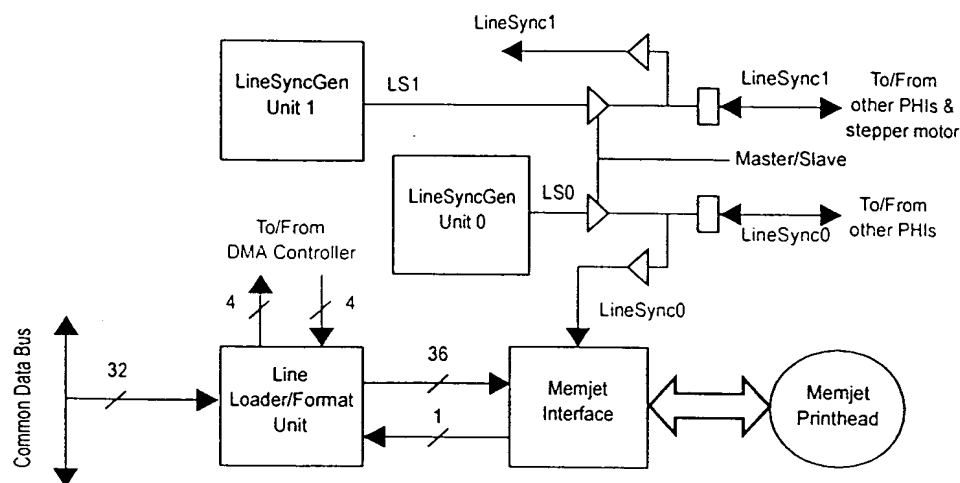 LineSync1
LineSyncGen
Unit 1
LS1
LineSync1
To/From
other PHIs &
stepper motor
Master/Slave
LineSyncGen
Unit 0
LS0
LineSync0
To/From
other PHIs
To/From
DMA Controller
4
4
LineSync0
Common Data Bus
32
Line
Loader/Format
Unit
36
1
Memjet
Interface
Memjet
Printhead